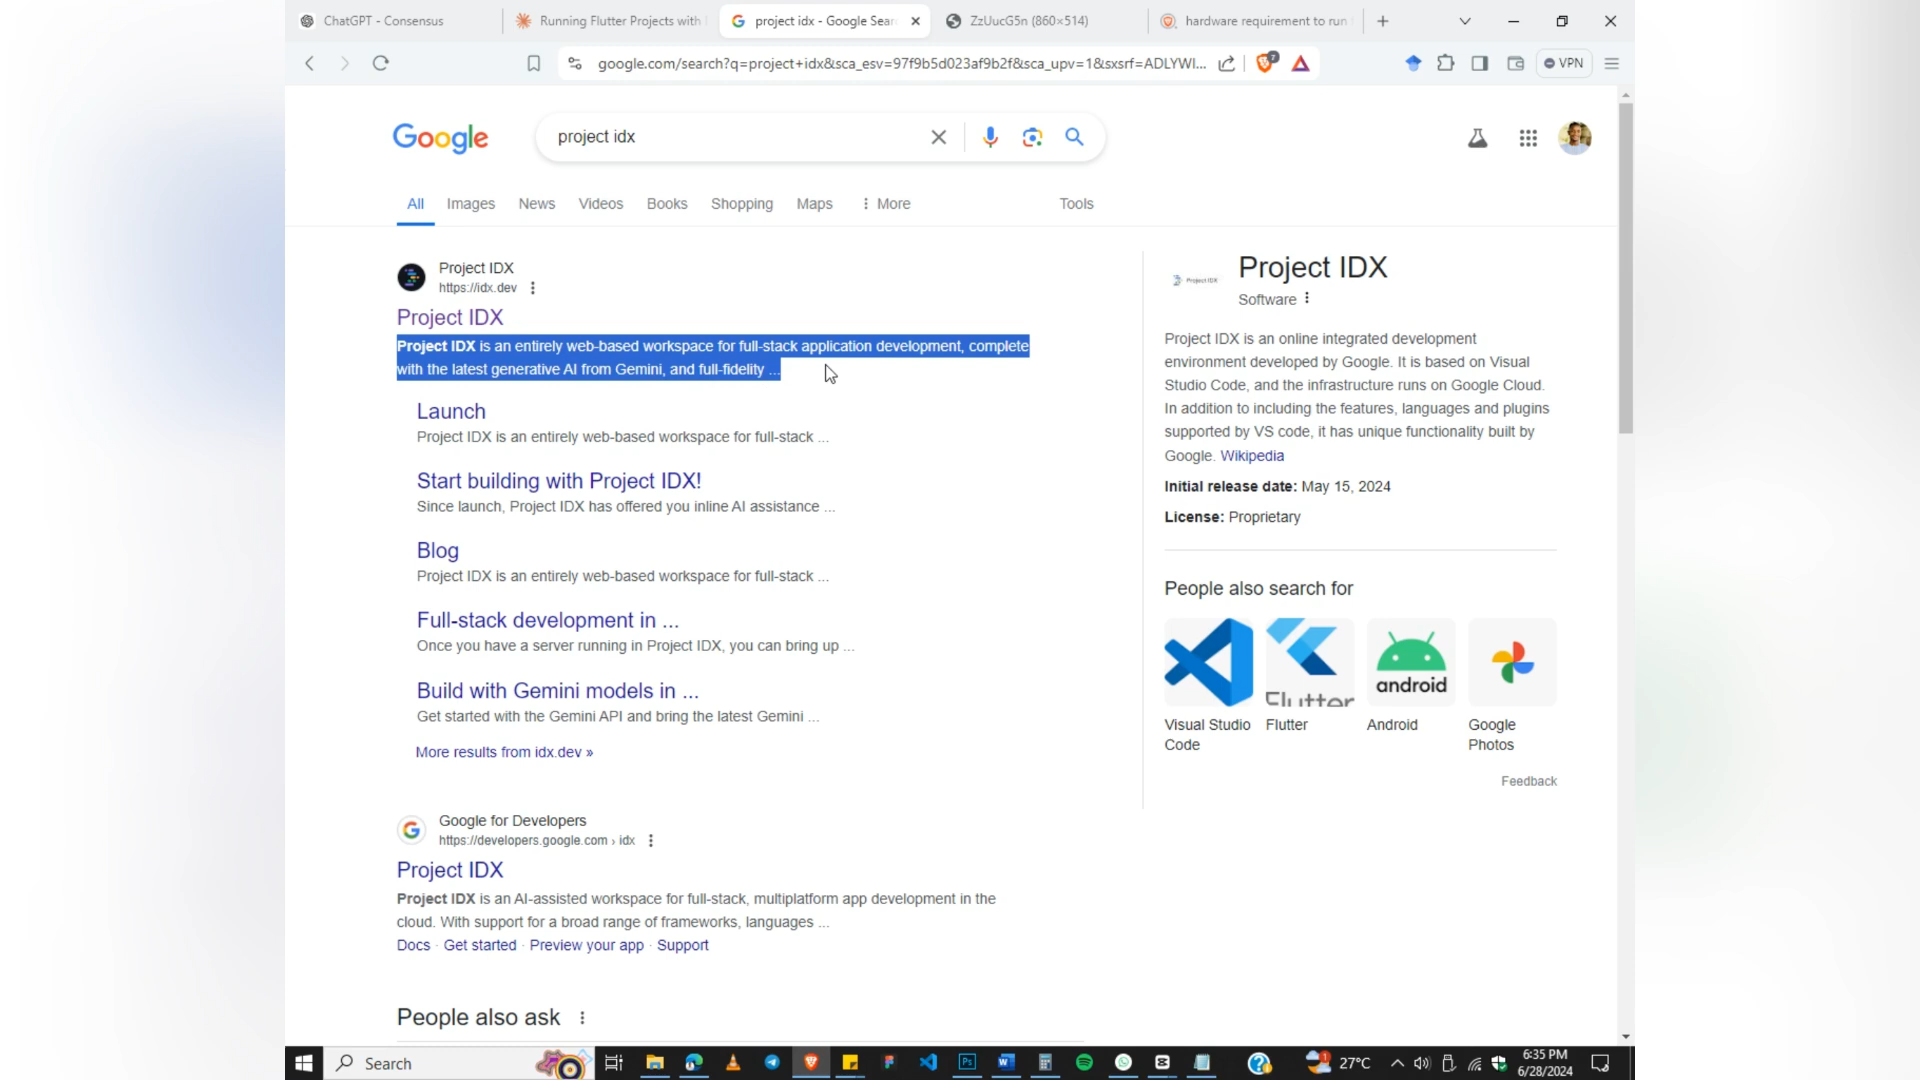 ChatGPT - Consensus
Running Flutter Projects with
project idx - Google Sear
ZzUucG5n (860×514)
hardware requirement to run
google.com/search?q=project+idx&sca_esv=97f9b5d023af9b2f&sca_upv=1&sxsrf=ADLYWI...
7
VPN
Google
project idx
All
Images
News
Videos
Books
Shopping
Maps
More
Tools
Project IDX
https://idx.dev
Project IDX
Project IDX is an entirely web-based workspace for full-stack application development, complete
with the latest generative AI from Gemini, and full-fidelity ...
Launch
Project IDX is an entirely web-based workspace for full-stack ...
Start building with Project IDX!
Since launch, Project IDX has offered you inline AI assistance ...
Blog
Project IDX is an entirely web-based workspace for full-stack ...
Full-stack development in ...
Once you have a server running in Project IDX, you can bring up ...
Build with Gemini models in ...
Get started with the Gemini API and bring the latest Gemini ...
More results from idx.dev »
Google for Developers
https://developers.google.com › idx
Project IDX
Project IDX is an AI-assisted workspace for full-stack, multiplatform app development in the
cloud. With support for a broad range of frameworks, languages ...
Docs · Get started · Preview your app · Support
People also ask
Project IDX
Project IDX
Software
Project IDX is an online integrated development
environment developed by Google. It is based on Visual
Studio Code, and the infrastructure runs on Google Cloud.
In addition to including the features, languages and plugins
supported by VS code, it has unique functionality built by
Google. Wikipedia
Initial release date: May 15, 2024
License: Proprietary
People also search for
Flutter
android
Visual Studio
Code
Flutter
Android
Google
Photos
Feedback
Search
Ps
W
1
27°C
6:35 PM
6/28/2024